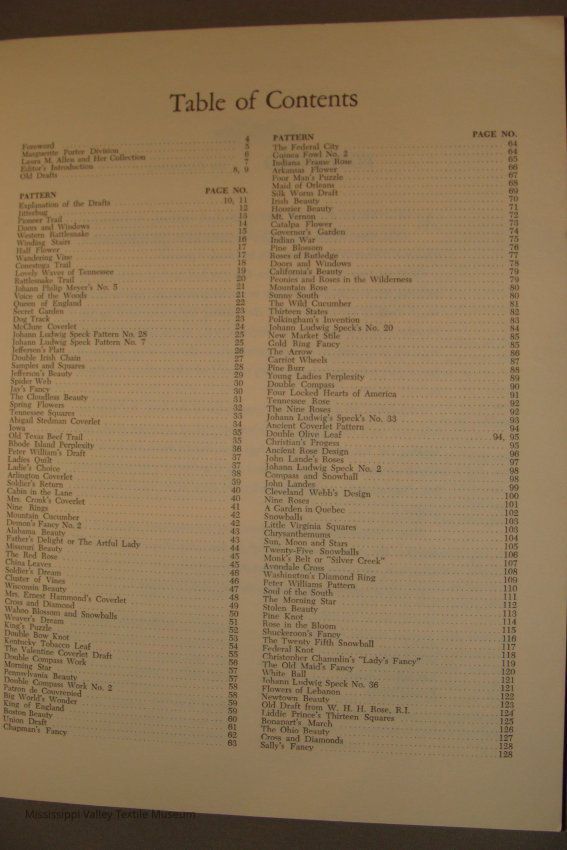 Table of Contents
Foreword 4
Marguerite Porter Division 5
Laura M. Allen and Her Collection 6
Editor's Introduction 7
Old Drafts 8, 9
PATTERN PAGE NO.
Explanation of the Drafts 10, 11
Jitterbug 12
Pioneer Trail 13
Doors and Windows 14
Western Rattlesnake 15
Winding Stairs 16
Half Flower 17
Wandering Vine 17
Conestoga Trail 18
Lovely Waves of Tennessee 19
Rattlesnake Trail 20
Johann Philip Meyer's No. 5 21
Voice of the Woods 21
Queen of England 22
Secret Garden 23
Dog Track 23
McClure Coverlet 24
Johann Ludwig Speck Pattern No. 28 25
Johann Ludwig Speck Pattern No. 7 25
Jefferson's Flatt 26
Double Irish Chain 27
Samples and Squares 28
Jefferson's Beauty 29
Spider Web 30
Jay's Fancy 30
The Cloudless Beauty 31
Spring Flowers 32
Tennessee Squares 33
Abigail Stedman Coverlet 34
Iowa 35
Old Texas Beef Trail 35
Rhode Island Perplexity 36
Peter William's Draft 37
Ladies Quilt 37
Ladie's Choice 38
Arlington Coverlet 39
Soldier's Return 40
Cabin in the Lane 40
Mrs. Cronk's Coverlet 41
Nine Rings 42
Mountain Cucumber 42
Demon's Fancy No. 2 43
Alabama Beauty 43
Father's Delight or The Artful Lady 44
Missouri Beauty 45
The Red Rose 45
China Leaves 46
Soldier's Dream 46
Cluster of Vines 47
Wisconsin Beauty 48
Mrs. Ernest Hammond's Coverlet 49
Cross and Diamond 50
Wahoo Blossom and Snowballs 51
Weaver's Dream 52
King's Puzzle 53
Double Bow Knot 54
Kentucky Tobacco Leaf 55
The Valentine Coverlet Draft 56
Double Compass Work 57
Morning Star 57
Pennsylvania Beauty 58
Double Compass Work No. 2 58
Patron de Couvrepied 59
Big World's Wonder 59
King of England 60
Boston Beauty 61
Union Draft 62
Chapman's Fancy 63
PATTERN PAGE NO.
The Federal City 64
Guinea Fowl No. 2 64
Indiana Frame Rose 65
Arkansas Flower 66
Poor Man's Puzzle 67
Maid of Orleans 68
Silk Worm Draft 69
Irish Beauty 70
Hoosier Beauty 71
Mt. Vernon 72
Catalpa Flower 73
Governor's Garden 74
Indian War 75
Pine Blossom 76
Roses of Rutledge 77
Doors and Windows 78
California's Beauty 79
Peonies and Roses in the Wilderness 79
Mountain Rose 80
Sunny South 80
The Wild Cucumber 81
Thirteen States 82
Polkingham's Invention 83
Johann Ludwig Speck's No. 20 84
New Market Stile 85
Gold Ring Fancy 85
The Arrow 86
Carriot Wheels 87
Pine Burr 88
Young Ladies Perplexity 89
Double Compass 90
Four Locked Hearts of America 91
Tennessee Rose 92
The Nine Roses 92
Johann Ludwig's Speck's No. 33 93
Ancient Coverlet Pattern 94
Double Olive Leaf 94, 95
Christian's Progess 95
Ancient Rose Design 96
John Lande's Roses 97
Johann Ludwig Speck No. 2 98
Compass and Snowball 98
John Landes 99
Cleveland Webb's Design 100
Nine Roses 101
A Garden in Quebec 102
Snowballs 103
Little Virginia Squares 103
Chrysanthemums 104
Sun, Moon and Stars 105
Twenty-Five Snowballs 106
Monk's Belt or "Silver Creek" 107
Avondale Cross 108
Washington's Diamond Ring 109
Peter Williams Pattern 110
Soul of the South 111
The Morning Star 112
Stolen Beauty 113
Pine Knot 114
Rose in the Bloom 115
Shuckeroon's Fancy 116
The Twenty Fifth Snowball 117
Federal Knot 118
Christopher Champlin's "Lady's Fancy" 119
The Old Maid's Fancy 120
White Ball 121
Johann Ludwig Speck No. 36 121
Flowers of Lebanon 122
Newtown Beauty 123
Old Draft from W. H. H. Rose, R.I. 124
Liddie Prince's Thirteen Squares 125
Bonapart's March 126
The Ohio Beauty 127
Cross and Diamonds 128
Sally's Fancy 128
Mississippi Valley Textile Museum